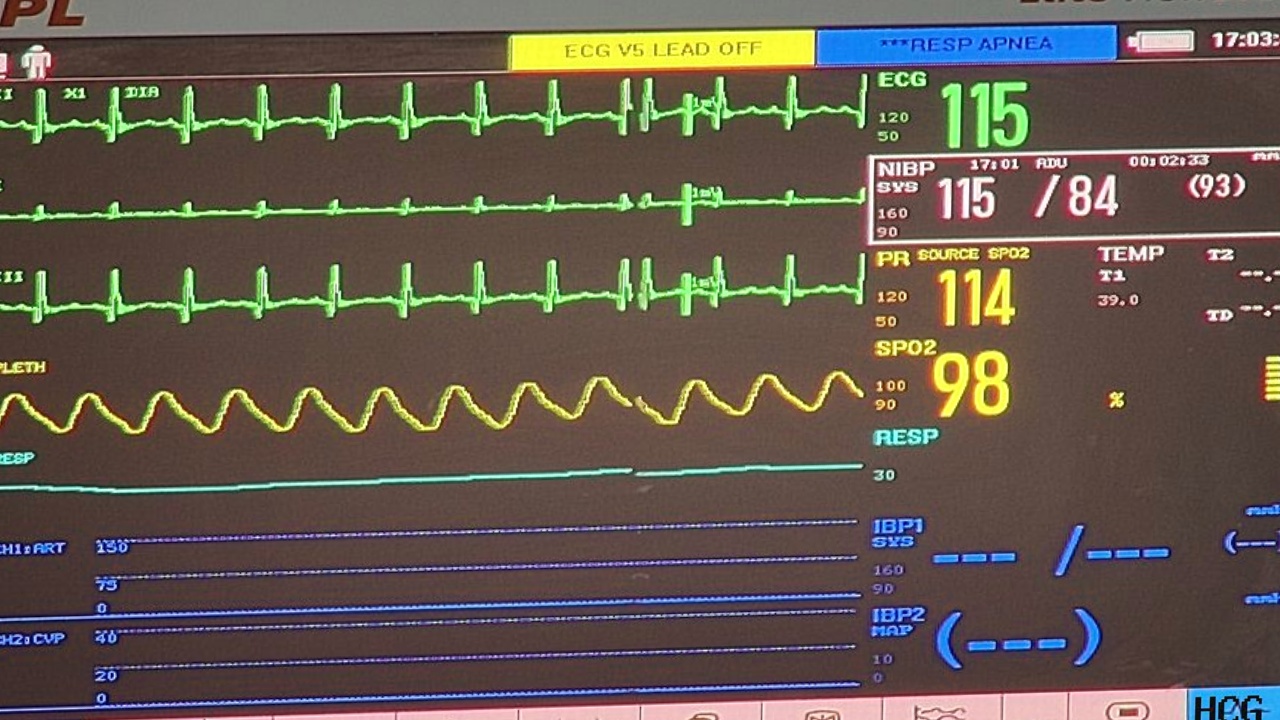 PL
ECG V5 LEAD OFF
***RESP APNEA
17:03:
X1
DIA
ECG
120
50
115
1mV
NIBP 17:01 ADU 00:02:33
SYS
160
90
115 / 84 (93)
PR SOURCE SPO2
120
50
114
TEMP
T1
39.0
T2
--.
TD --.
PLETH
SPO2
100
90
98
%
RESP
RESP
30
CH1:ART
150
75
0
IBP1
SYS
160
90
--- / ---
(---
CH2:CVP
40
20
0
IBP2
MAP
10
0
(---)
HCG